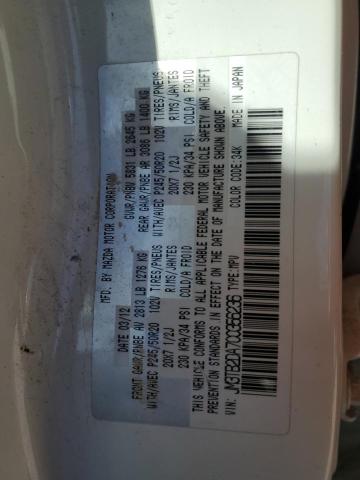 MFD. BY MAZDA MOTOR CORPORATION
DATE 03/12 GVWR/PNBV 5831 LB 2645 KG
FRONT GAWR/PNBE AV 2813 LB 1276 KG REAR GAWR/PNBE AR 3086 LB 1400 KG
WITH/AVEC P245/50R20 102V TIRES/PNEUS WITH/AVEC P245/50R20 102V TIRES/PNEUS
20X7 1/2J RIMS/JANTES 20X7 1/2J RIMS/JANTES
230 KPA/34 PSI COLD/A FROID 230 KPA/34 PSI COLD/A FROID
THIS VEHICLE CONFORMS TO ALL APPLICABLE FEDERAL MOTOR VEHICLE SAFETY AND THEFT
PREVENTION STANDARDS IN EFFECT ON THE DATE OF MANUFACTURE SHOWN ABOVE.
VIN: JM3TB2DA7C0356236 TYPE:MPV COLOR CODE:34K MADE IN JAPAN